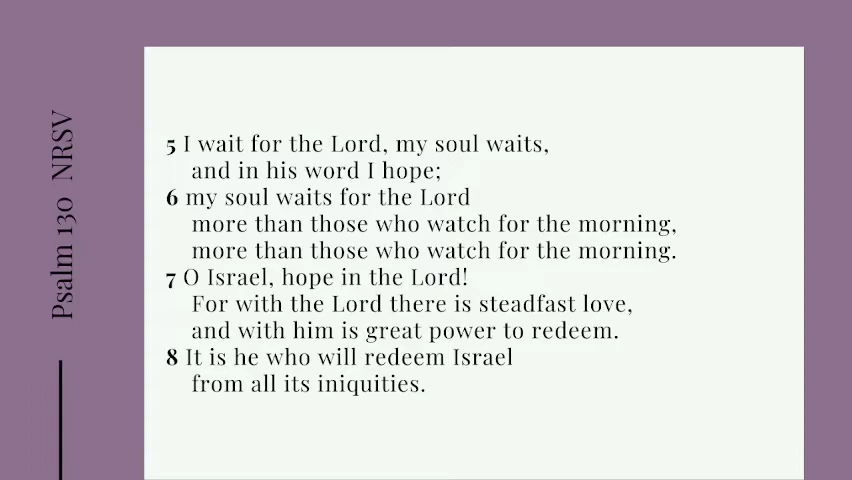 Psalm 130 NRSV
5 I wait for the Lord, my soul waits,
and in his word I hope;
6 my soul waits for the Lord
more than those who watch for the morning,
more than those who watch for the morning.
7 O Israel, hope in the Lord!
For with the Lord there is steadfast love,
and with him is great power to redeem.
8 It is he who will redeem Israel
from all its iniquities.